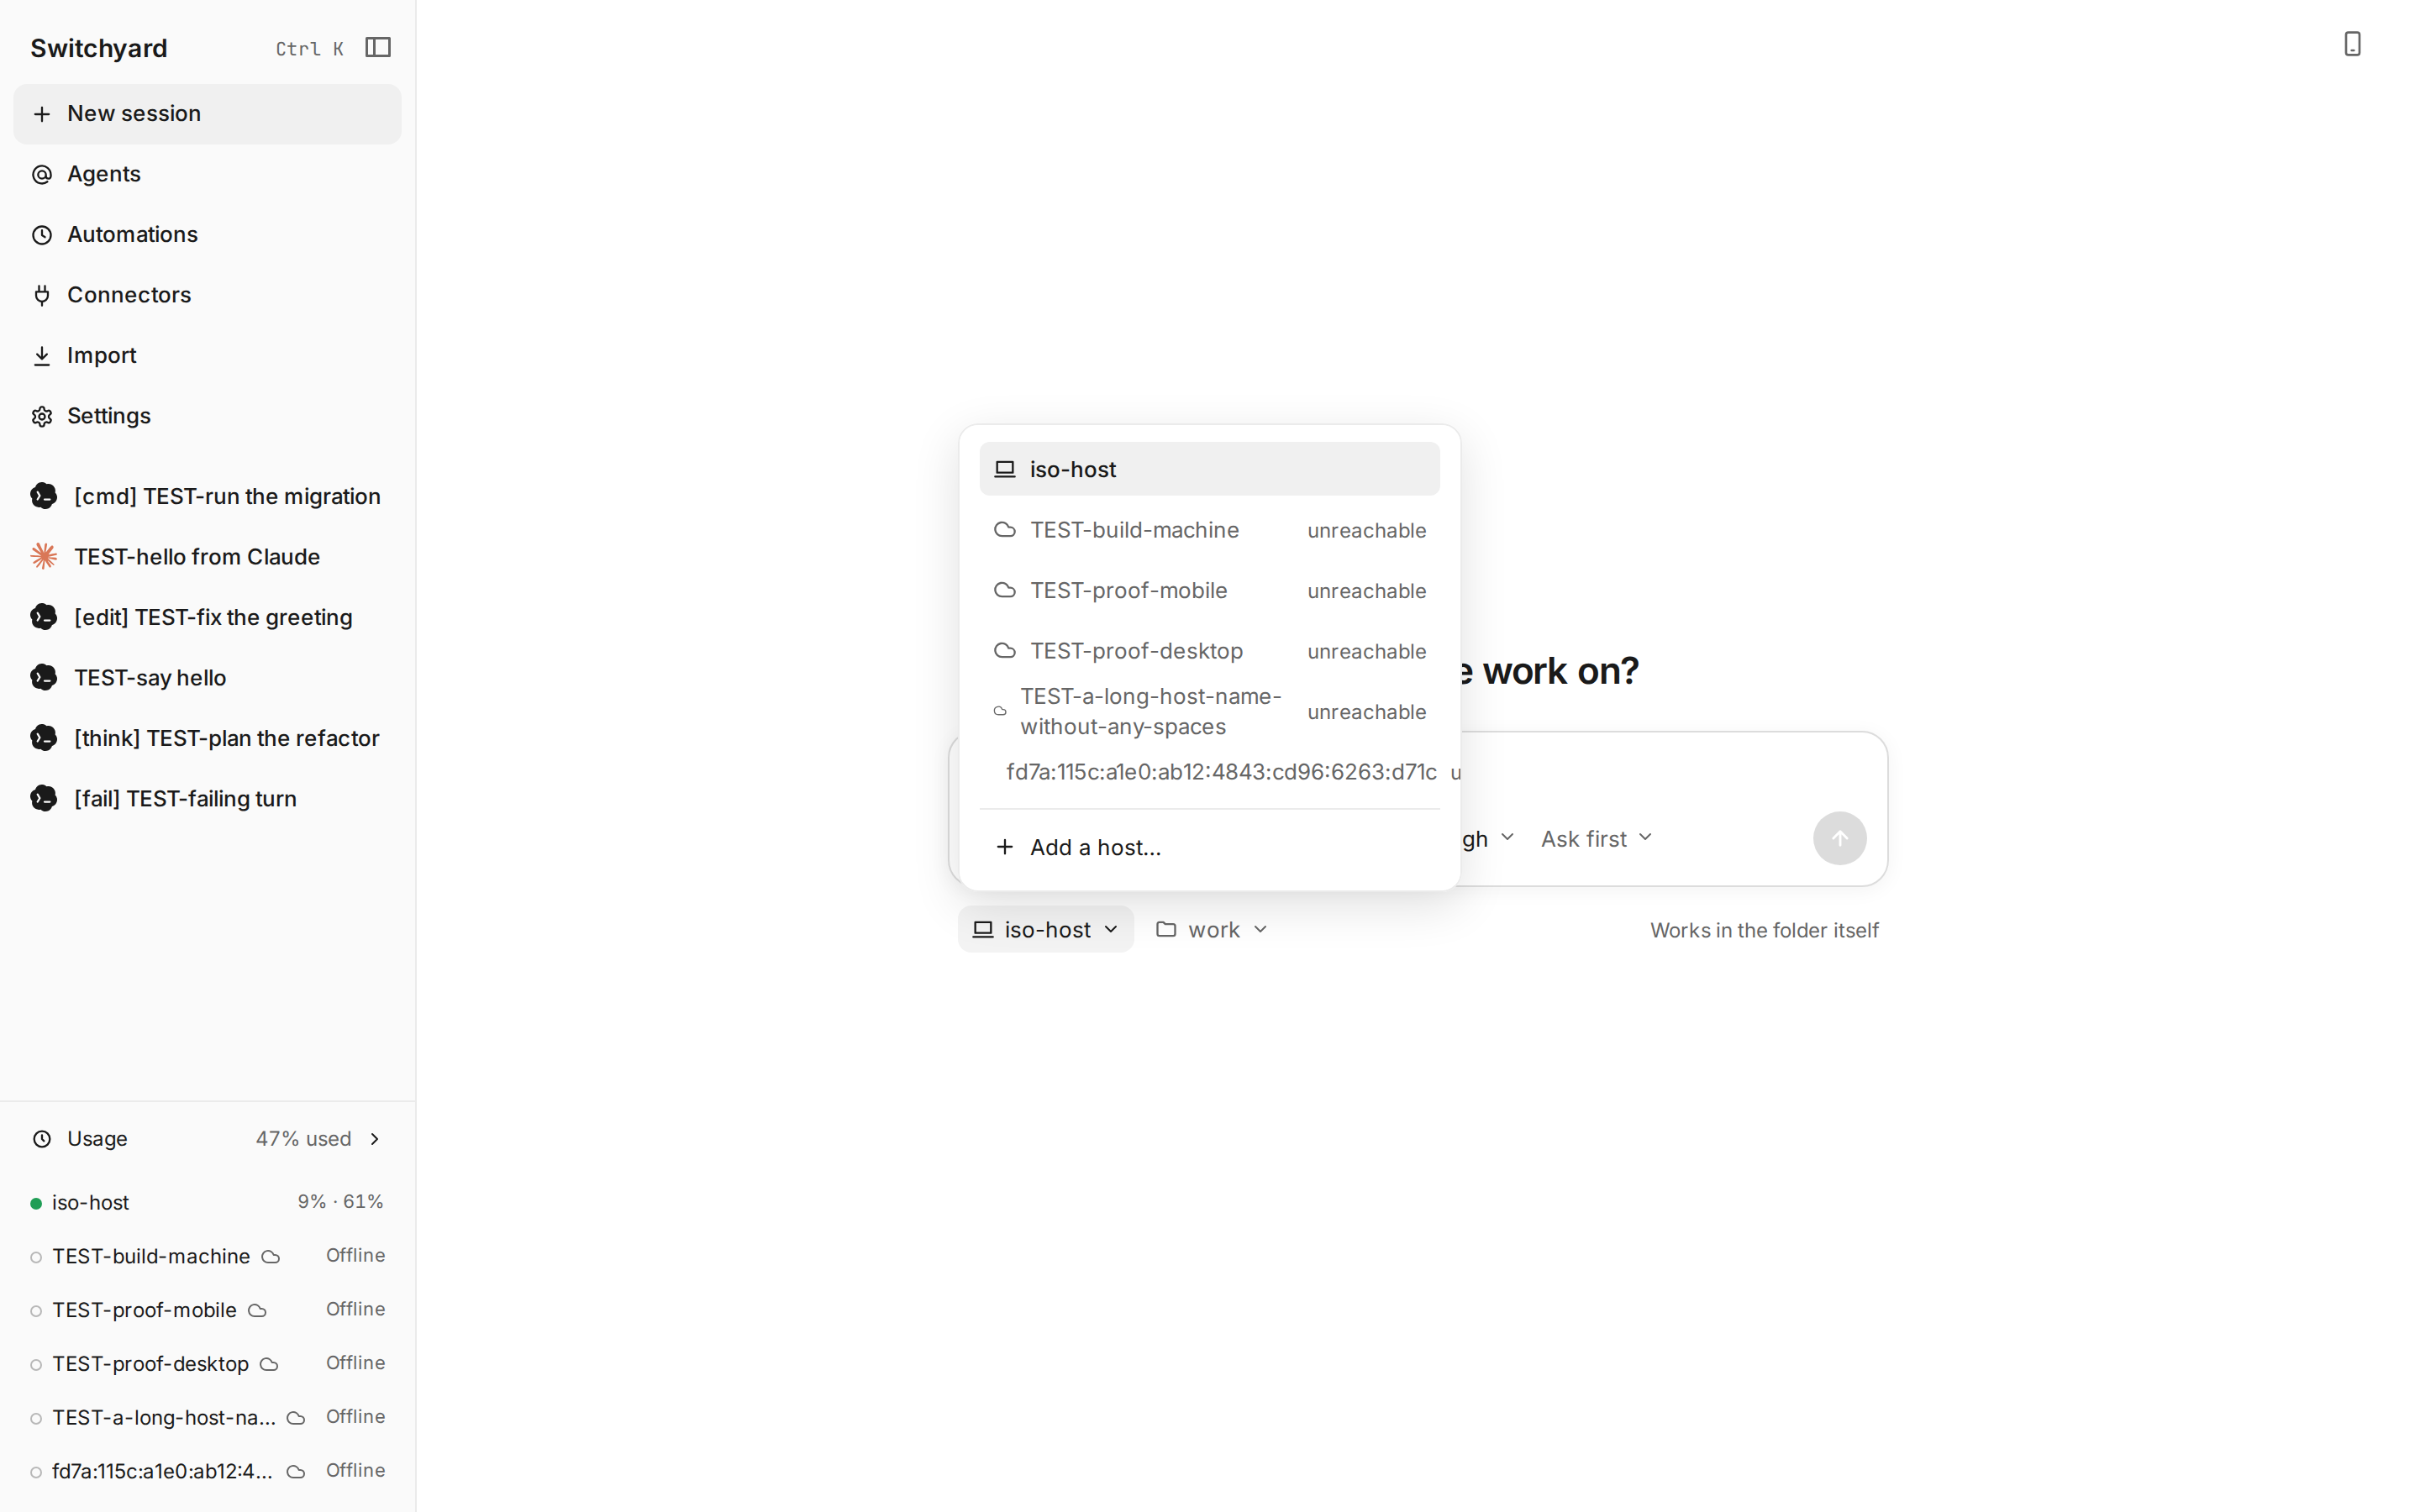 Switchyard Ctrl K
New session
Agents
Automations
Connectors
Import
Settings
[cmd] TEST-run the migration
TEST-hello from Claude
[edit] TEST-fix the greeting
TEST-say hello
[think] TEST-plan the refactor
[fail] TEST-failing turn
Usage 47% used
iso-host 9% · 61%
TEST-build-machine Offline
TEST-proof-mobile Offline
TEST-proof-desktop Offline
TEST-a-long-host-na... Offline
fd7a:115c:a1e0:ab12:4... Offline
iso-host
TEST-build-machine unreachable
TEST-proof-mobile unreachable
TEST-proof-desktop unreachable
TEST-a-long-host-name-
without-any-spaces unreachable
fd7a:115c:a1e0:ab12:4843:cd96:6263:d71c
Add a host...
work on?
Ask first
iso-host work Works in the folder itself